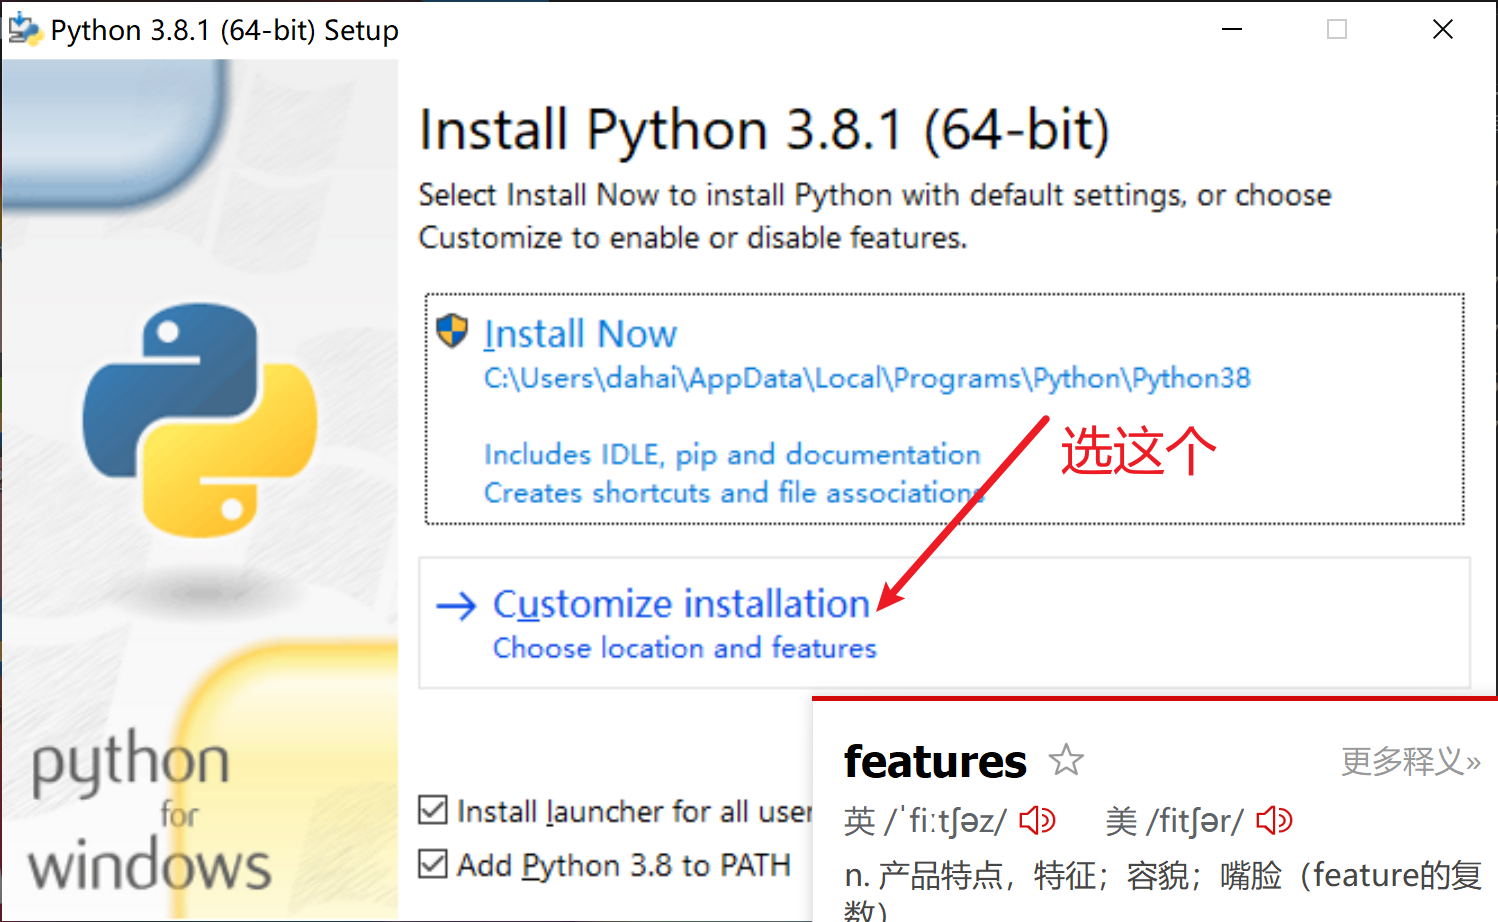 Python 3.8.1 (64-bit) Setup
Install Python 3.8.1 (64-bit)
Select Install Now to install Python with default settings, or choose
Customize to enable or disable features.
Install Now
C:\Users\dahai\AppData\Local\Programs\Python\Python38
选这个
Includes IDLE, pip and documentation
Creates shortcuts and file associations
Customize installation
Choose location and features
python
for
windows
Install launcher for all user
Add Python 3.8 to PATH
features 更多释义»
英 /ˈfiːtʃəz/ 美 /fitʃər/
n. 产品特点，特征；容貌；嘴脸（feature的复
数）